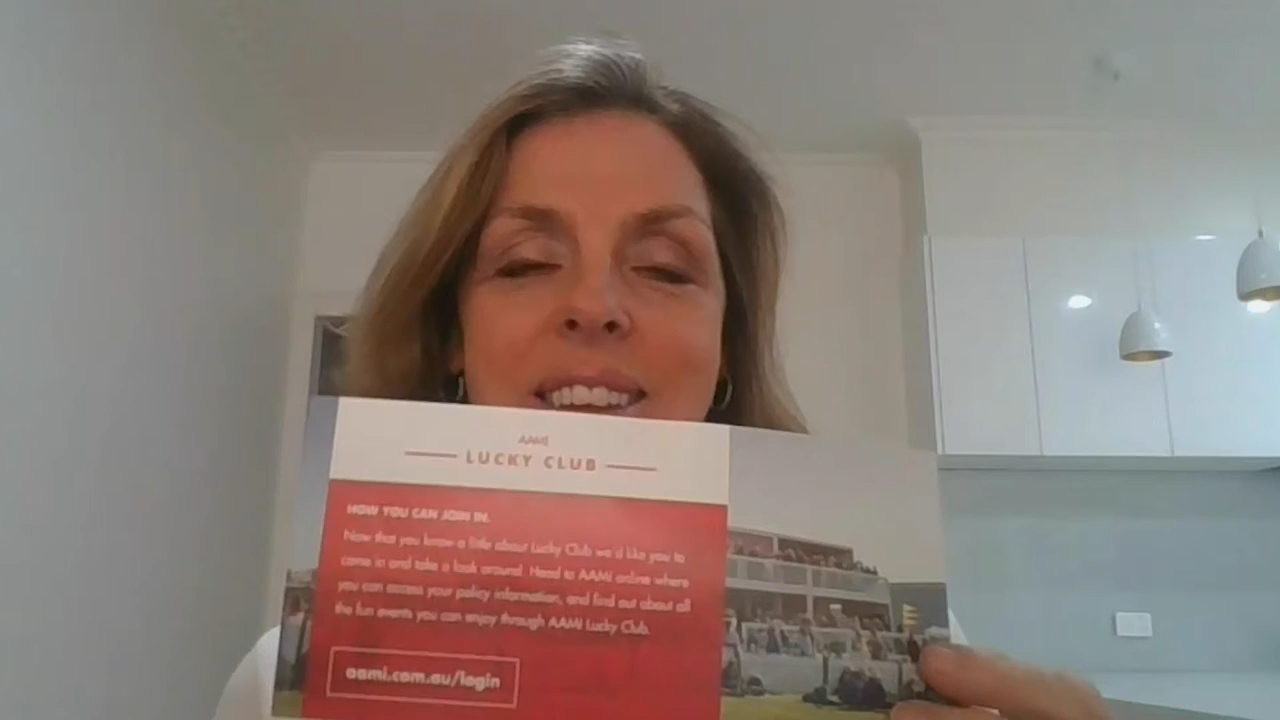 AAMI
LUCKY CLUB
HOW YOU CAN JOIN IN.
Now that you know a little about Lucky Club we'd like you to
come in and take a look around. Head to AAMI online where
you can access your policy information, and find out about all
the fun events you can enjoy through AAMI Lucky Club.
aami.com.au/login